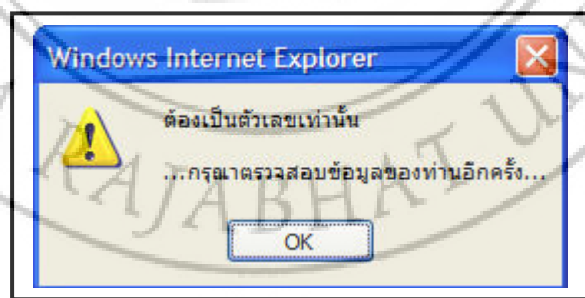 Windows Internet Explorer
ต้องเป็นตัวเลขเท่านั้น
...กรุณาตรวจสอบข้อมูลของท่านอีกครั้ง...
OK
RAJABHAT U